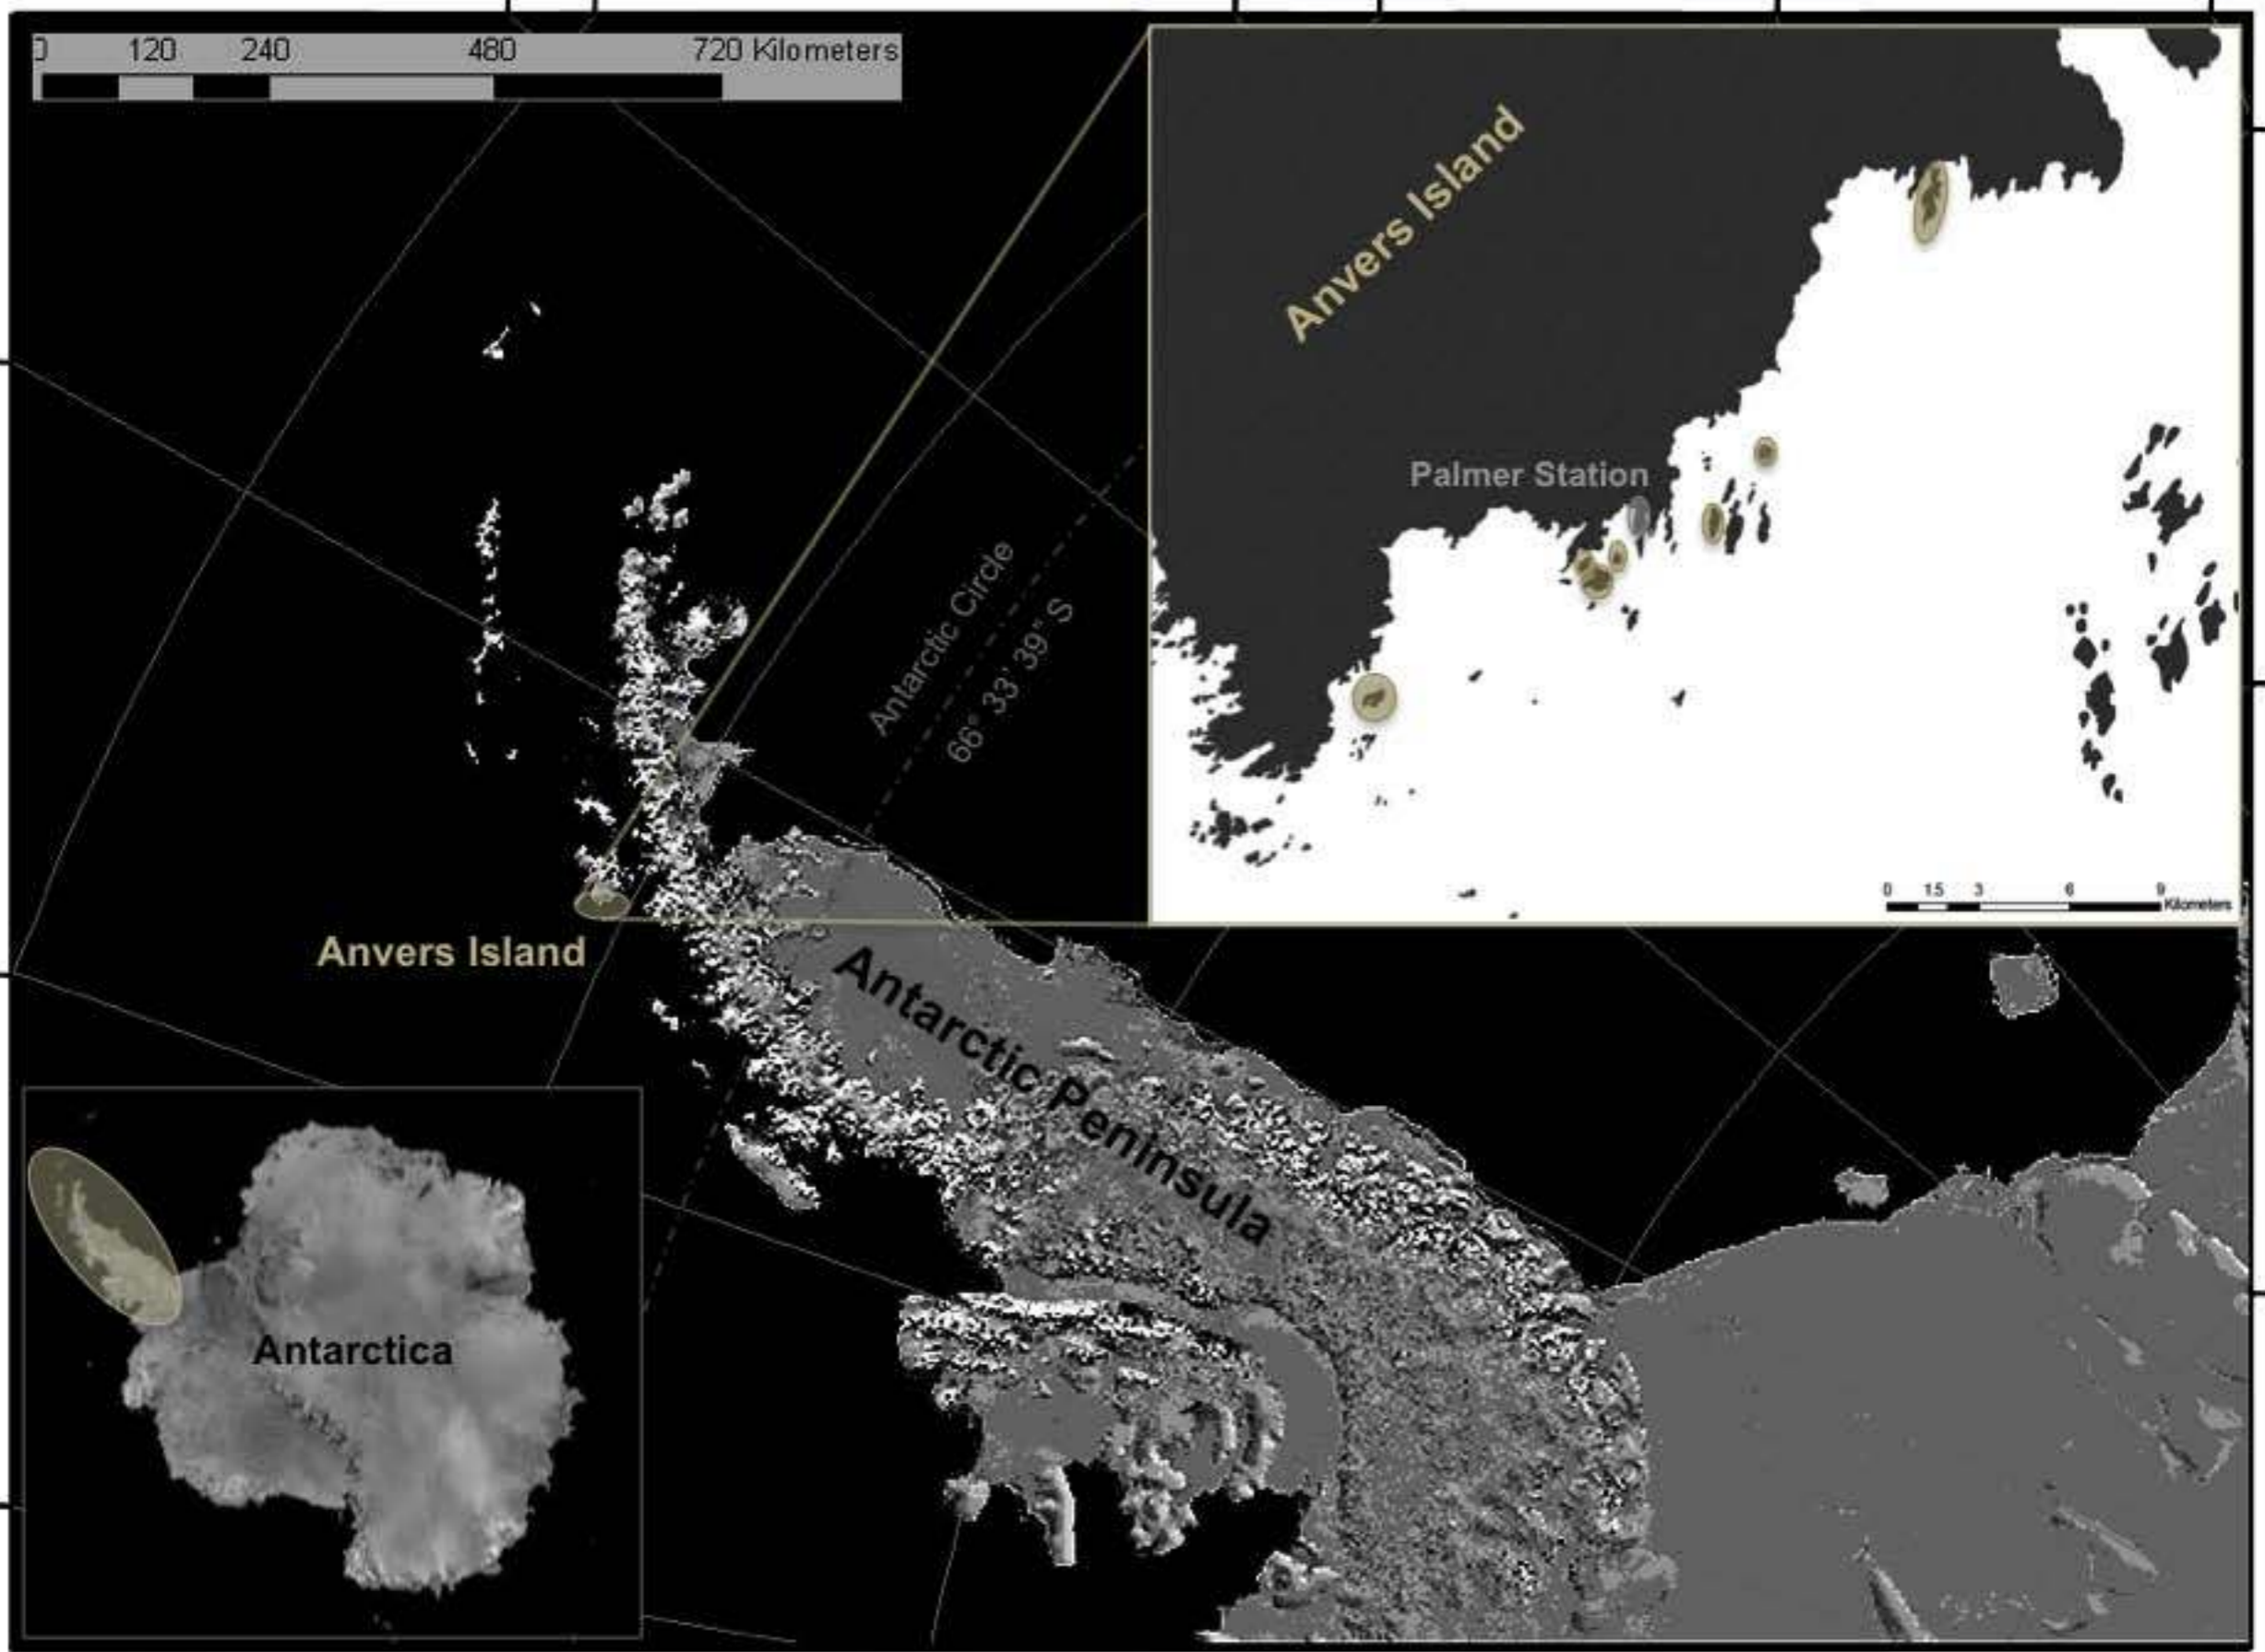 0 120 240 480 720 Kilometers
Anvers Island
Palmer Station
Antarctic Circle
66° 33' 39" S
0 1.5 3 6 9
Kilometers
Anvers Island
Antarctic Peninsula
Antarctica